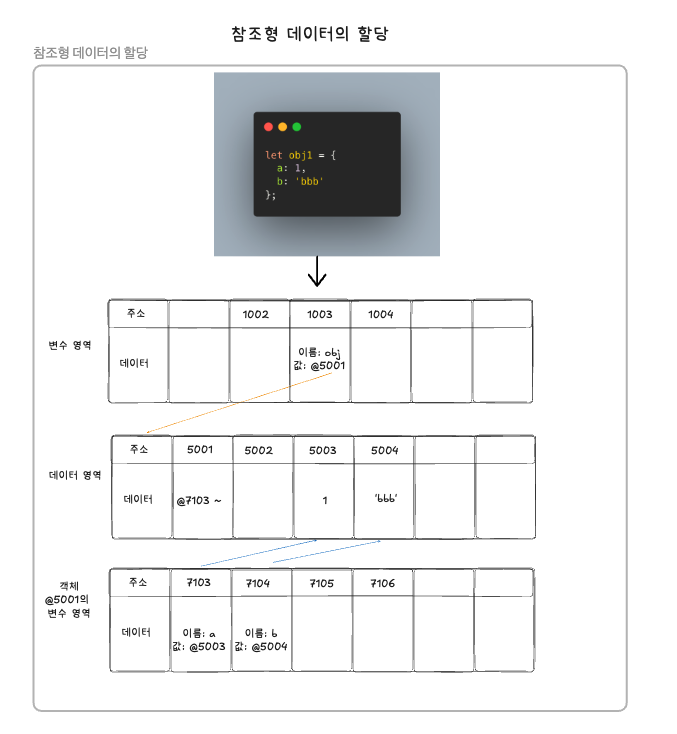 참조형 데이터의 할당
참조형 데이터의 할당
let obj1 = {
  a: 1,
  b: 'bbb'
};
주소 1002 1003 1004
변수 영역
데이터
이름: obj
값: @5001
주소 5001 5002 5003 5004
데이터 영역
데이터 @7103 ~ 1 'bbb'
주소 7103 7104 7105 7106
객체
@5001의
변수 영역
데이터
이름: a
값: @5003
이름: b
값: @5004